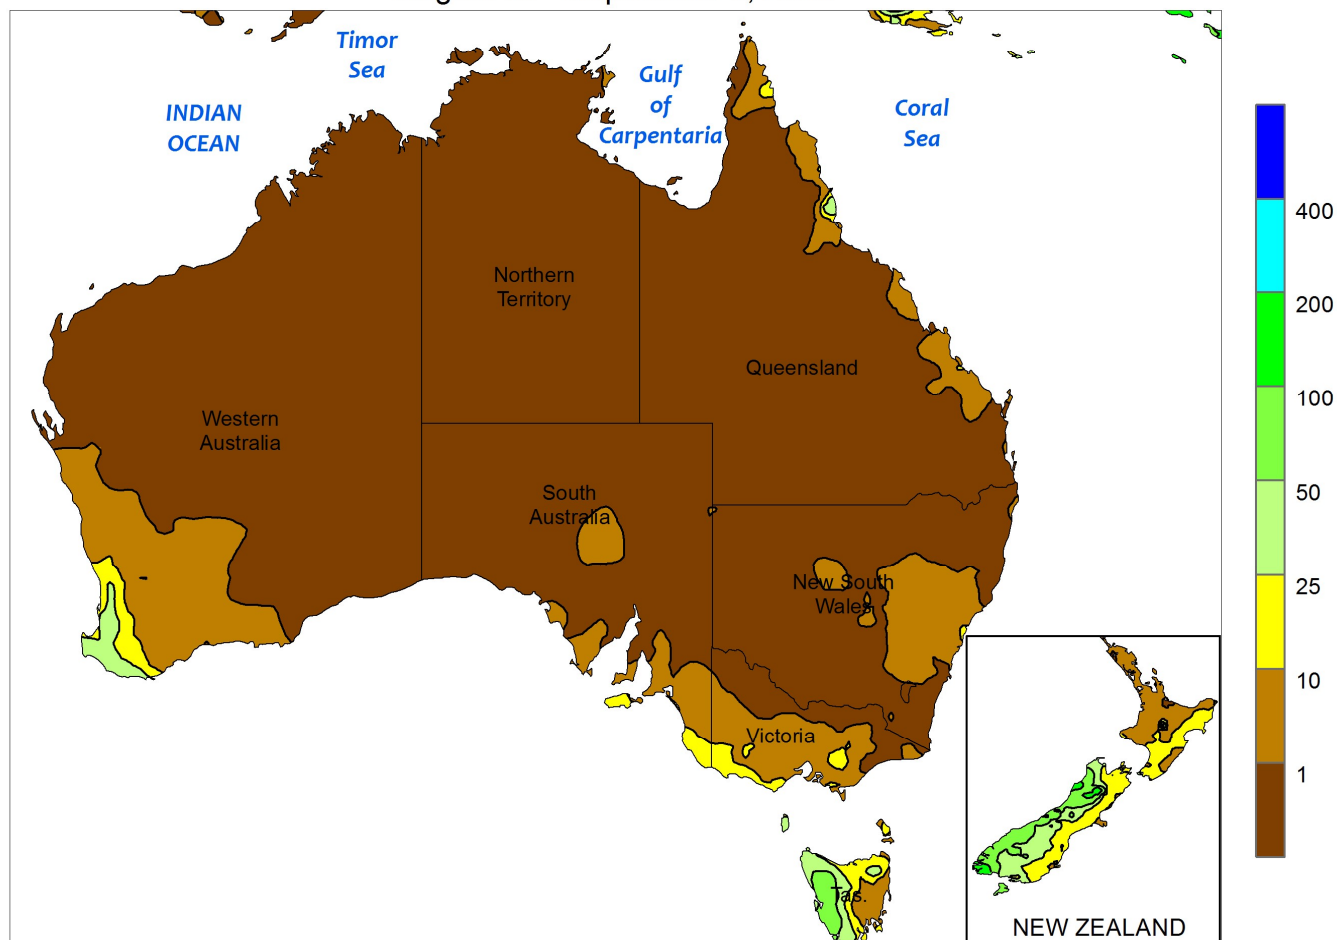 Timor
Sea
Gulf
of
Carpentaria
INDIAN
OCEAN
Coral
Sea
400
200
100
50
25
10
1
Northern
Territory
Queensland
Western
Australia
South
Australia
New South
Wales
Victoria
Tas.
NEW ZEALAND